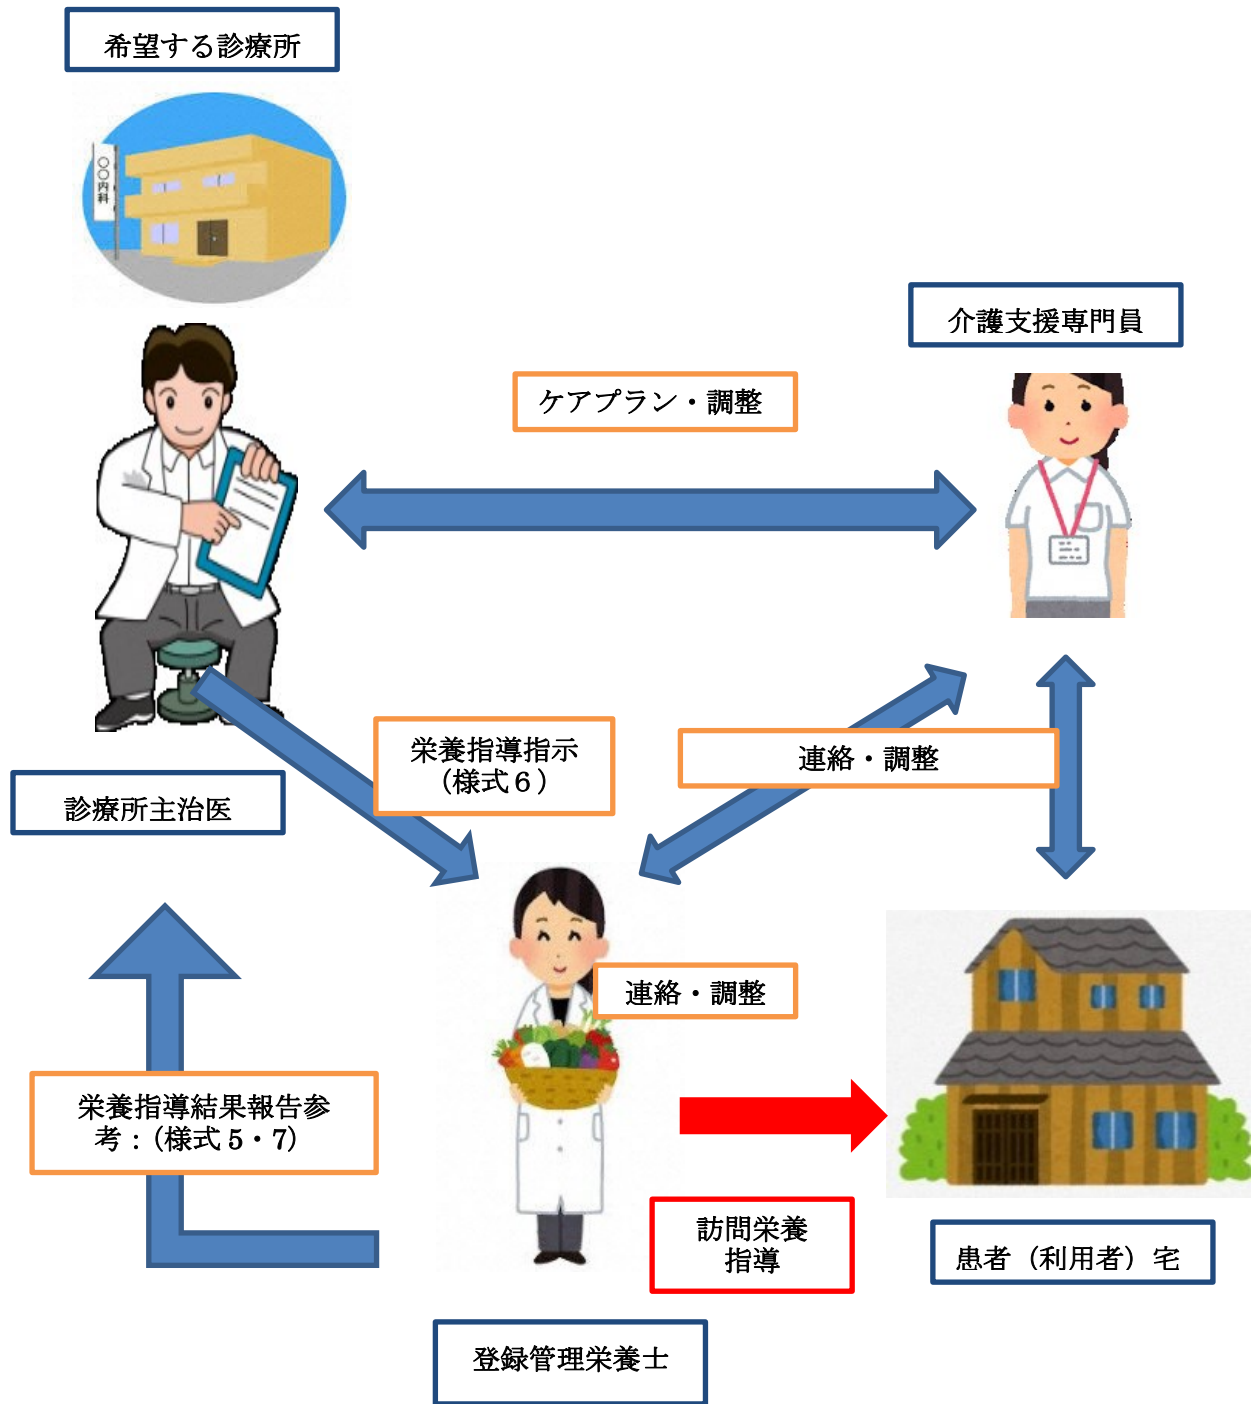 希望する診療所
〇〇内科
介護支援専門員
ケアプラン・調整
栄養指導指示
（様式６）
連絡・調整
診療所主治医
連絡・調整
栄養指導結果報告参
考：（様式 5・7）
訪問栄養
指導
患者（利用者）宅
登録管理栄養士